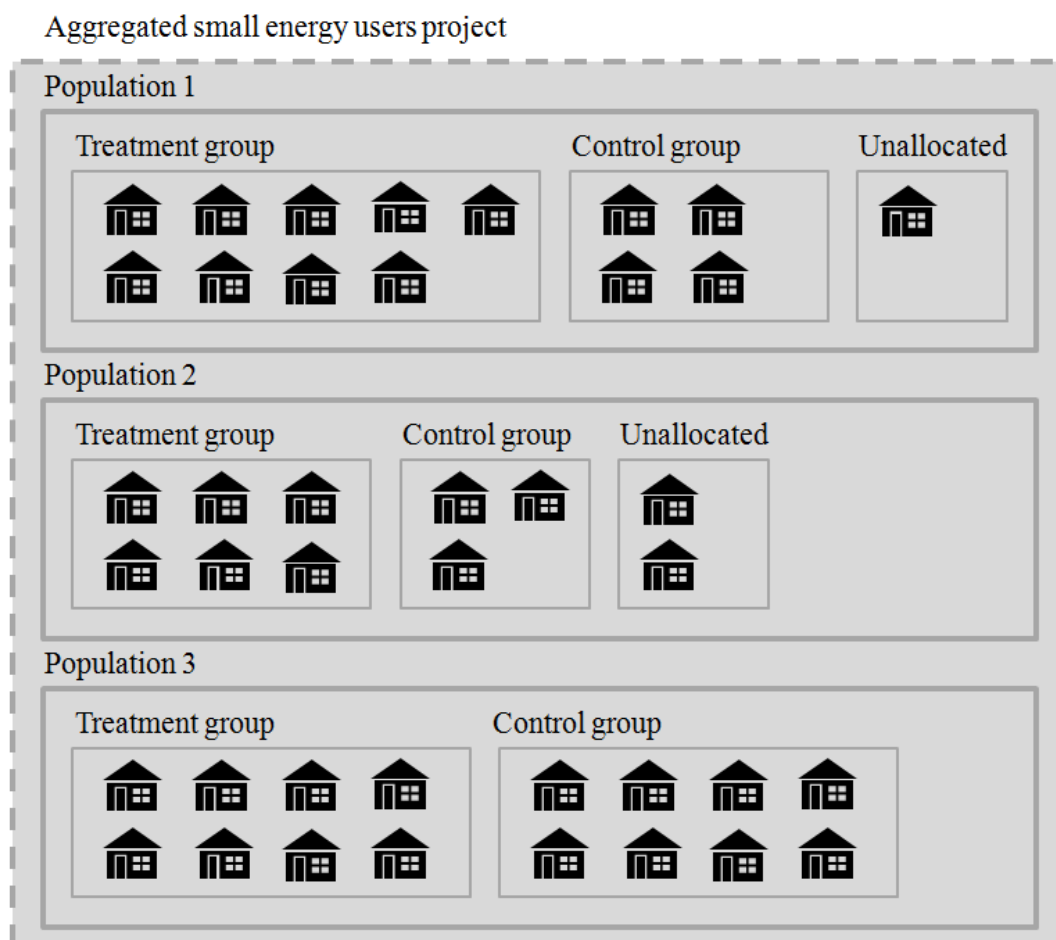 Aggregated small energy users project
Population 1
Treatment group
Control group
Unallocated
Population 2
Treatment group
Control group
Unallocated
Population 3
Treatment group
Control group